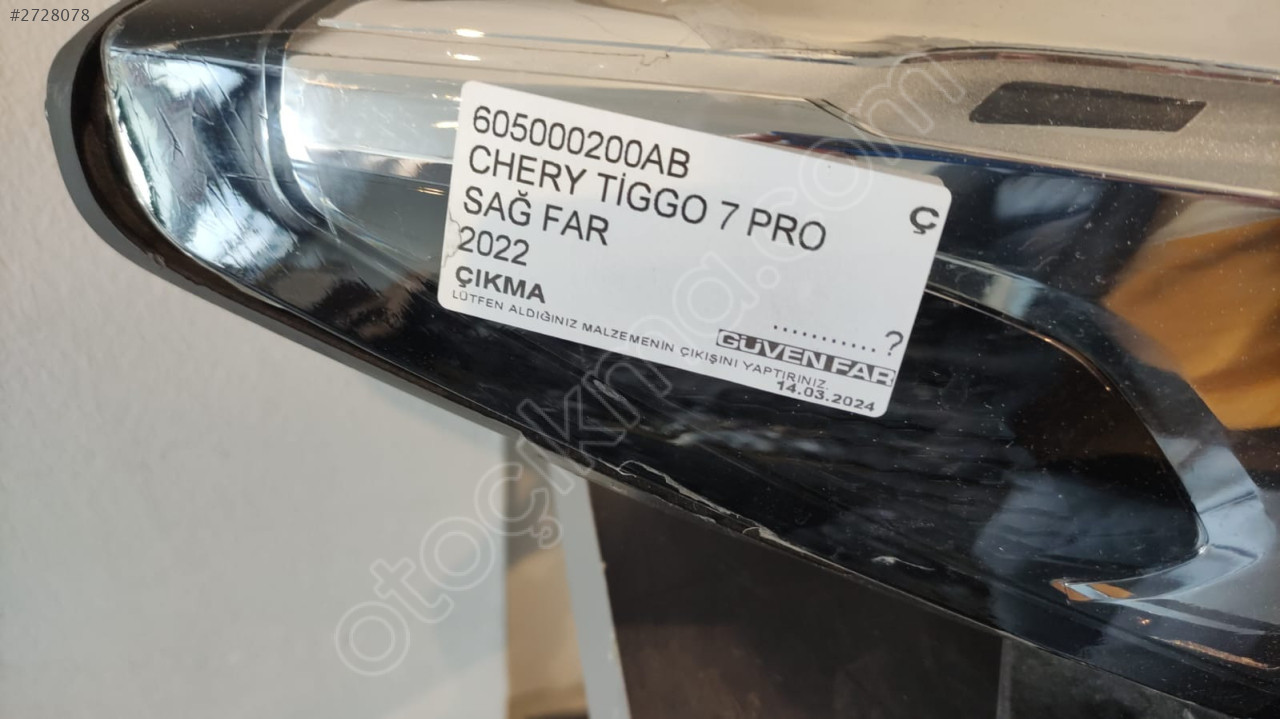 #2728078
605000200AB
CHERY TİGGO 7 PRO
SAĞ FAR
2022
ÇIKMA
Ç
............?
LÜTFEN ALDIĞINIZ MALZEMENİN ÇIKIŞINI YAPTIRINIZ.
GÜVEN FAR
14.03.2024
otoçıkma.com